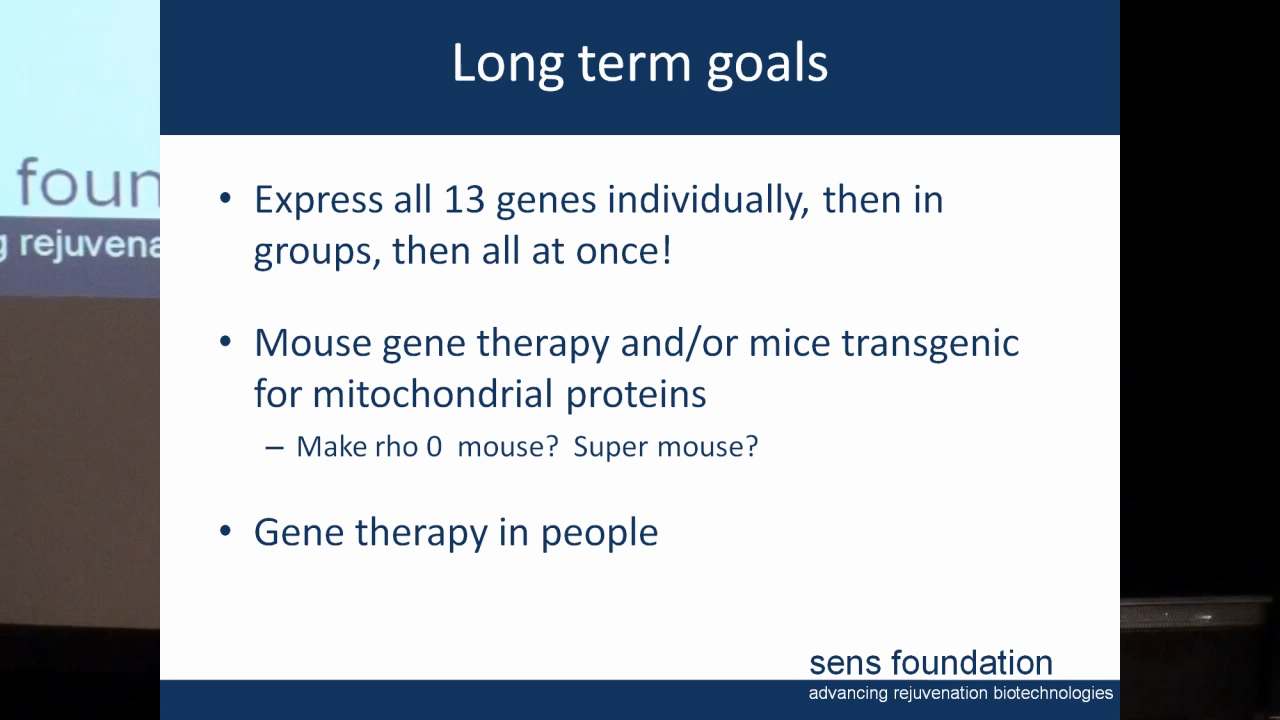 Long term goals
foun
g rejuvena
• Express all 13 genes individually, then in
groups, then all at once!
• Mouse gene therapy and/or mice transgenic
for mitochondrial proteins
– Make rho 0  mouse?  Super mouse?
• Gene therapy in people
sens foundation
advancing rejuvenation biotechnologies